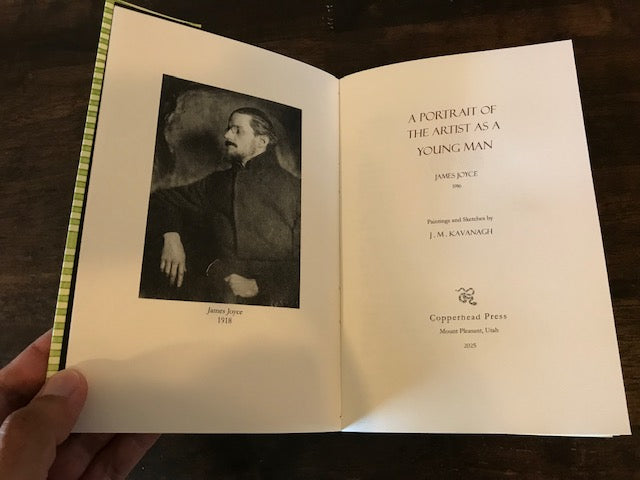 James Joyce
1918
A PORTRAIT OF
THE ARTIST AS A
YOUNG MAN
JAMES JOYCE
1916
Paintings and Sketches by
J. M. KAVANAGH
Copperhead Press
Mount Pleasant, Utah
2025